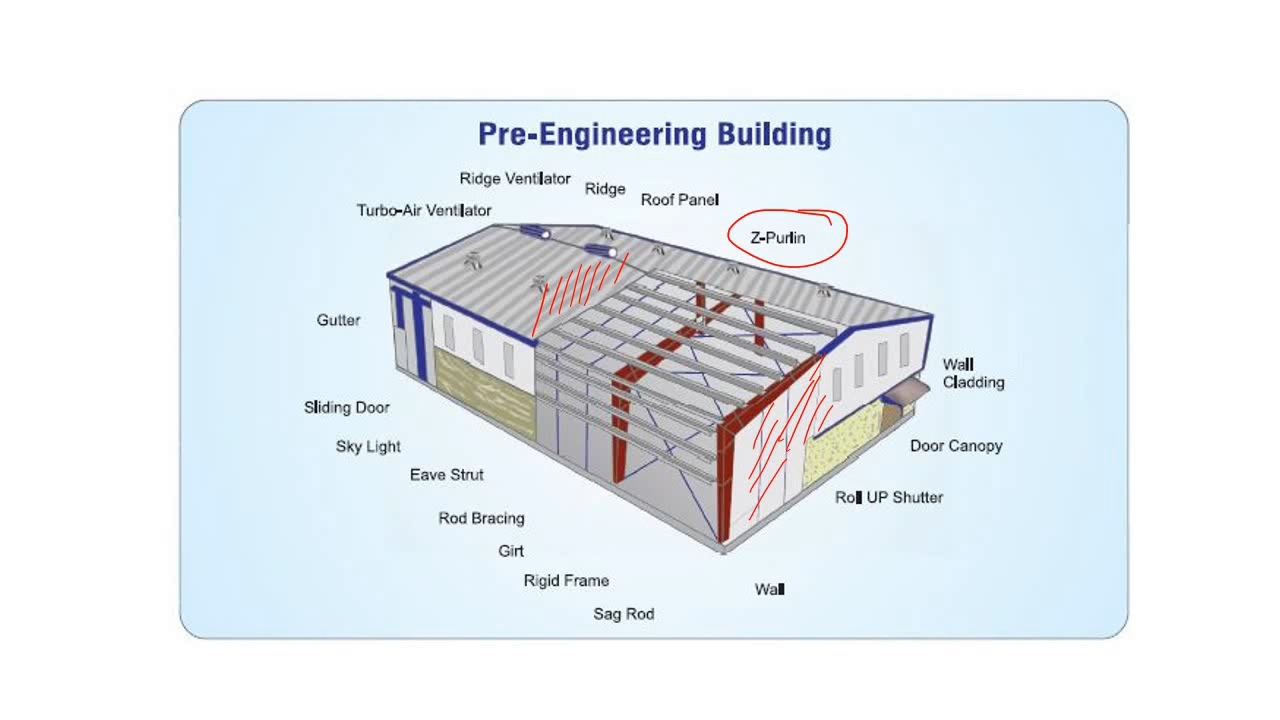 Pre-Engineering Building
Ridge Ventilator
Ridge
Roof Panel
Turbo-Air Ventilator
Z-Purlin
Gutter
Wall
Cladding
Sliding Door
Sky Light
Door Canopy
Eave Strut
Roll UP Shutter
Rod Bracing
Girt
Rigid Frame
Wall
Sag Rod